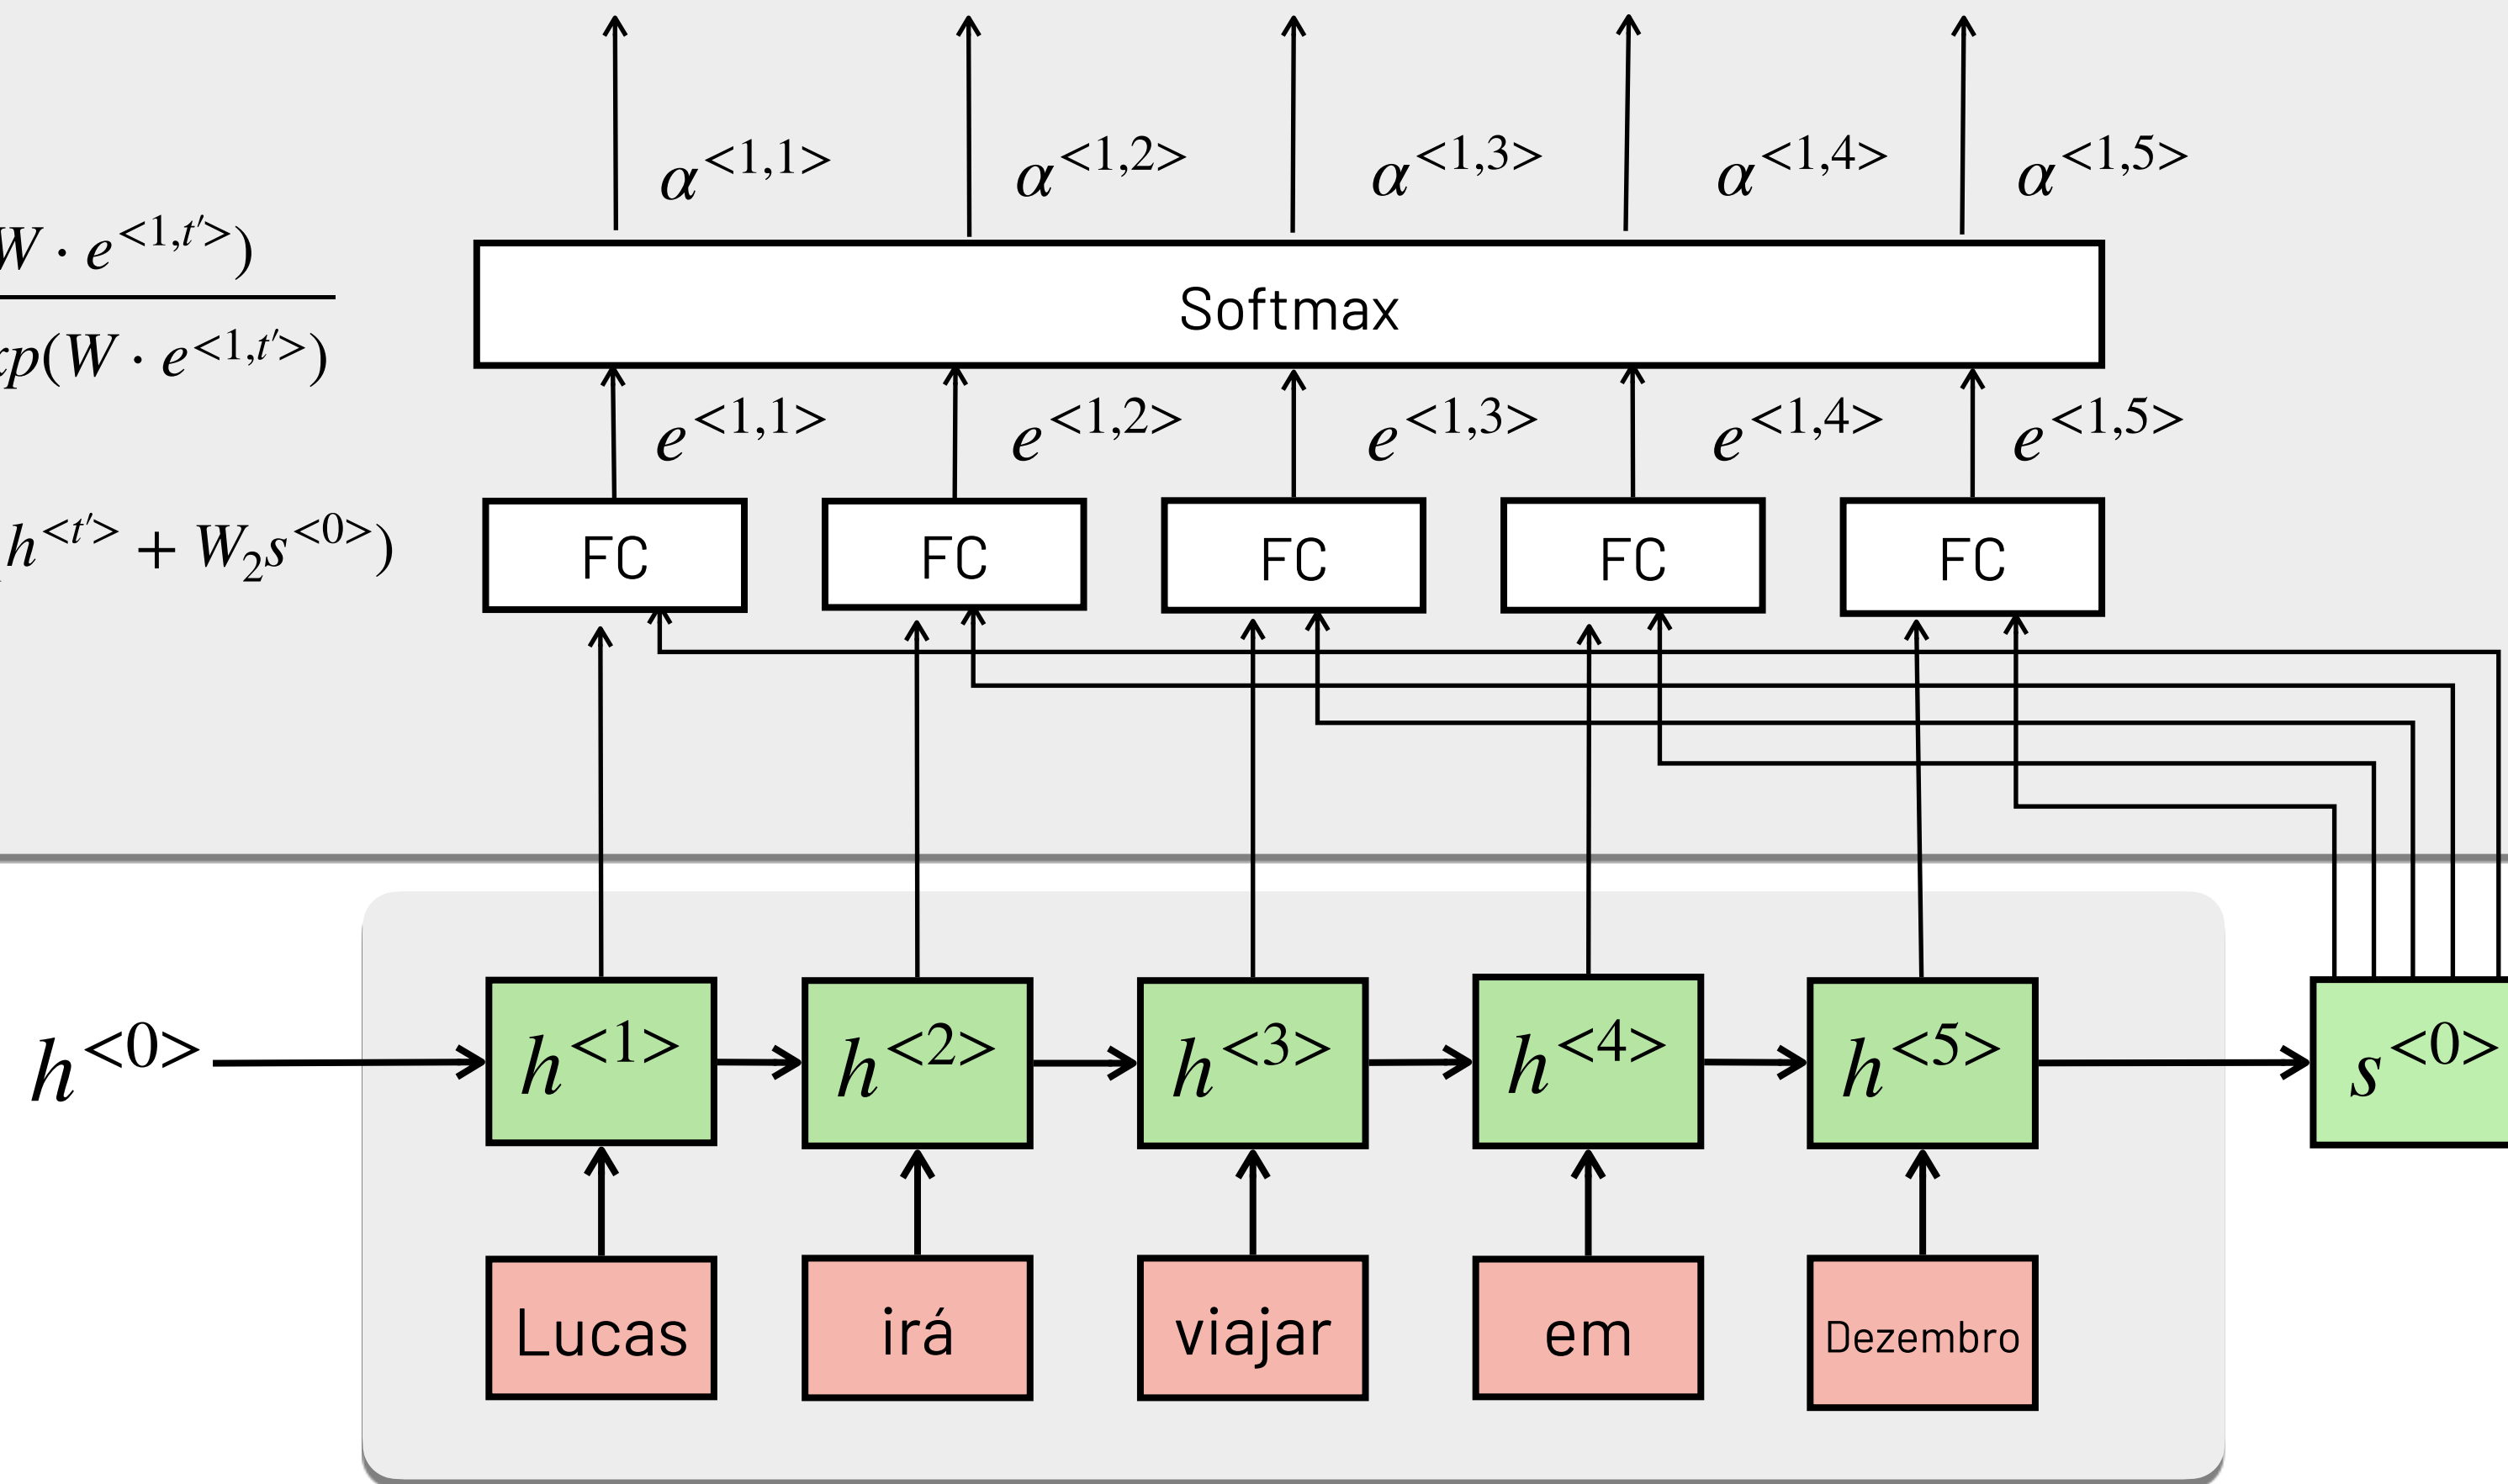 α<1,1> α<1,2> α<1,3> α<1,4> α<1,5>
W · e<1,t′>)
p(W · e<1,t′>)
Softmax
e<1,1> e<1,2> e<1,3> e<1,4> e<1,5>
h<t′> + W₂s<0>)
FC FC FC FC FC
h<0> h<1> h<2> h<3> h<4> h<5> s<0>
Lucas irá viajar em Dezembro